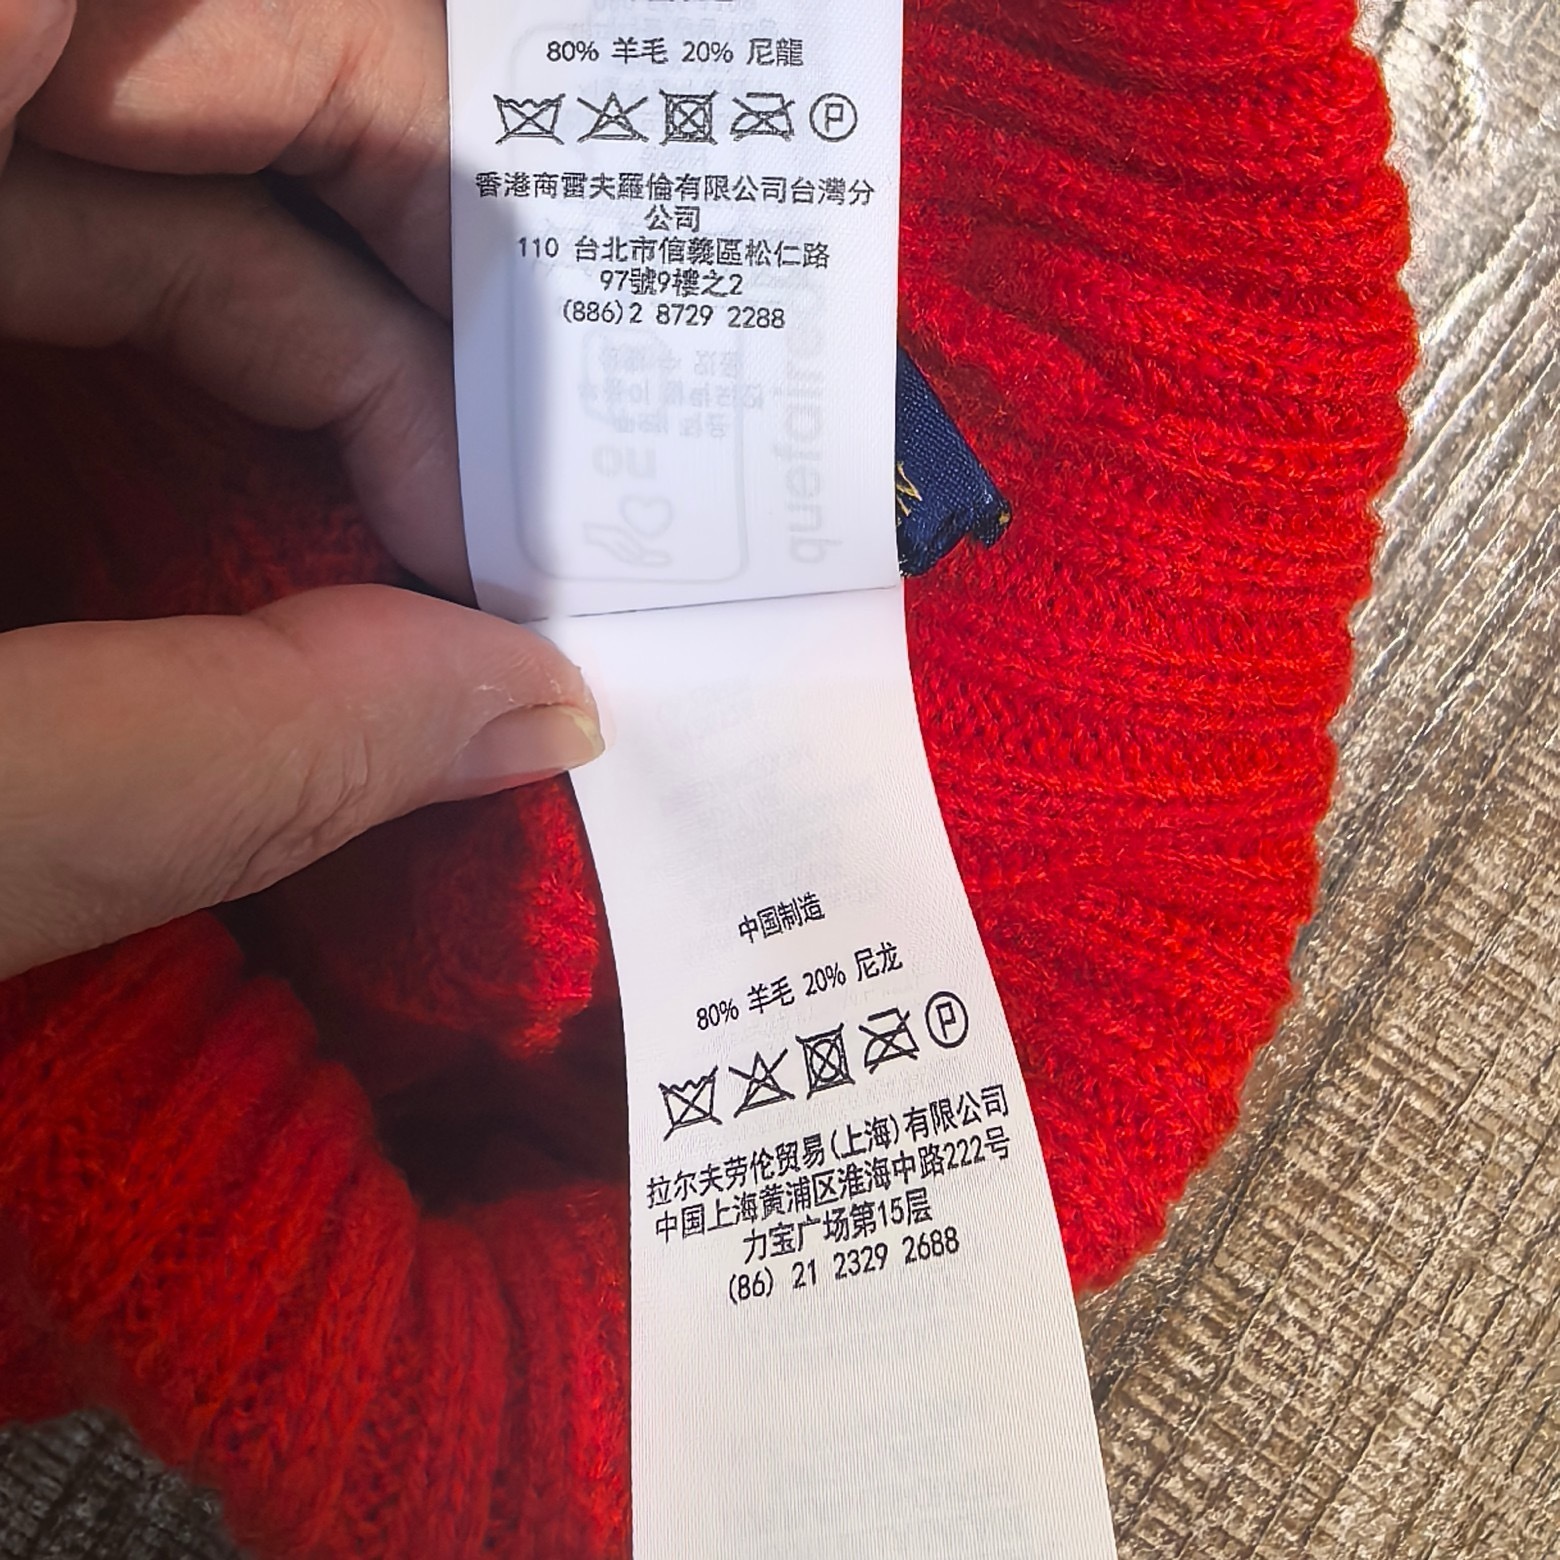 80% 羊毛 20% 尼龍
香港商雷夫羅倫有限公司台灣分
公司
110 台北市信義區松仁路
97號9樓之2
(886)2 8729 2288
中国制造
80% 羊毛 20% 尼龙
拉尔夫劳伦贸易(上海)有限公司
中国上海黄浦区淮海中路222号
力宝广场第15层
(86) 21 2329 2688